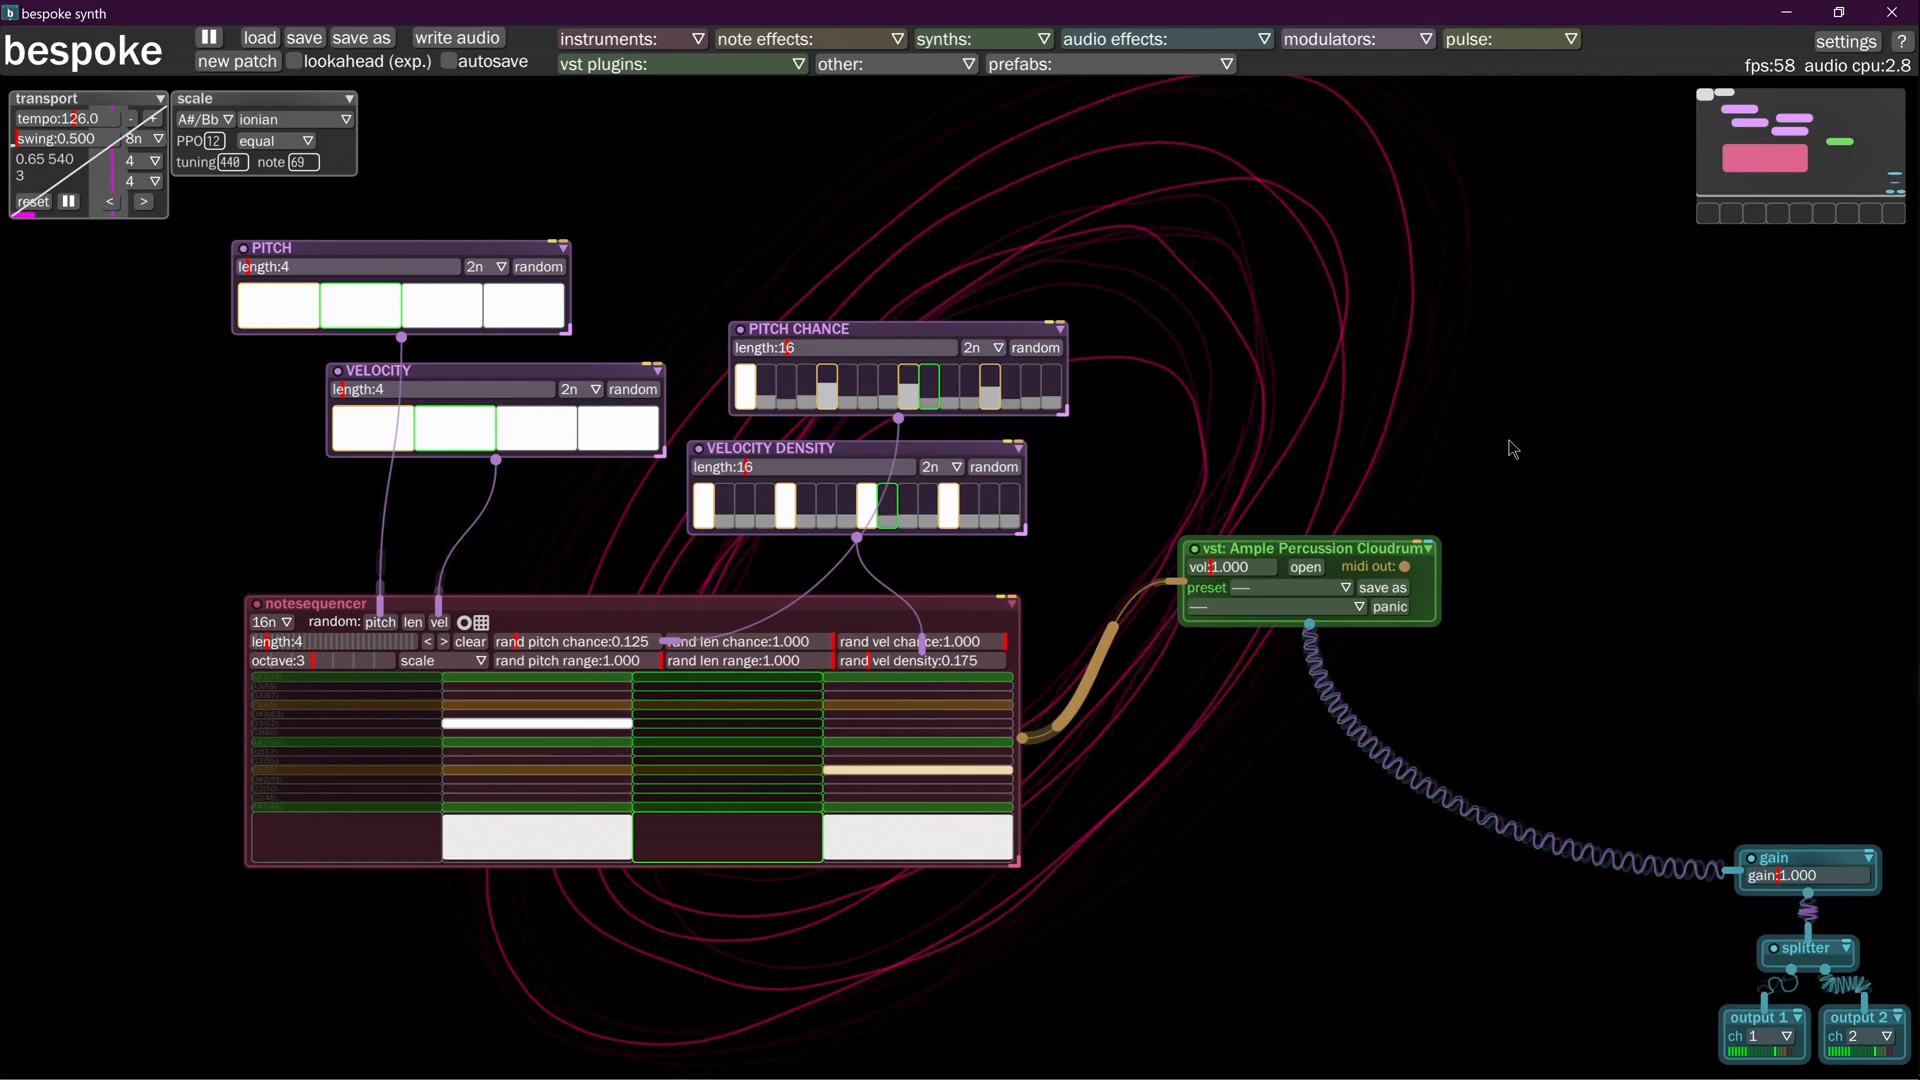 bespoke synth
bespoke
load save save as write audio
new patch lookahead (exp.) autosave
instruments: note effects: synths: audio effects: modulators: pulse:
vst plugins: other: prefabs:
settings ?
fps:58 audio cpu:2.8
transport
tempo:126.0 - +
swing:0.500 8n
0.65 540 4
3 4
reset < >
scale
A#/Bb ionian
PPO 12 equal
tuning 440 note 69
PITCH
length:4 2n random
VELOCITY
length:4 2n random
PITCH CHANCE
length:16 2n random
VELOCITY DENSITY
length:16 2n random
notesequencer
16n random: pitch len vel
length:4 < > clear rand pitch chance:0.125 rand len chance:1.000 rand vel chance:1.000
octave:3 scale rand pitch range:1.000 rand len range:1.000 rand vel density:0.175
vst: Ample Percussion Cloudrum
vol:1.000 open midi out:
preset — save as
— panic
gain
gain:1.000
splitter
output 1
ch 1
output 2
ch 2